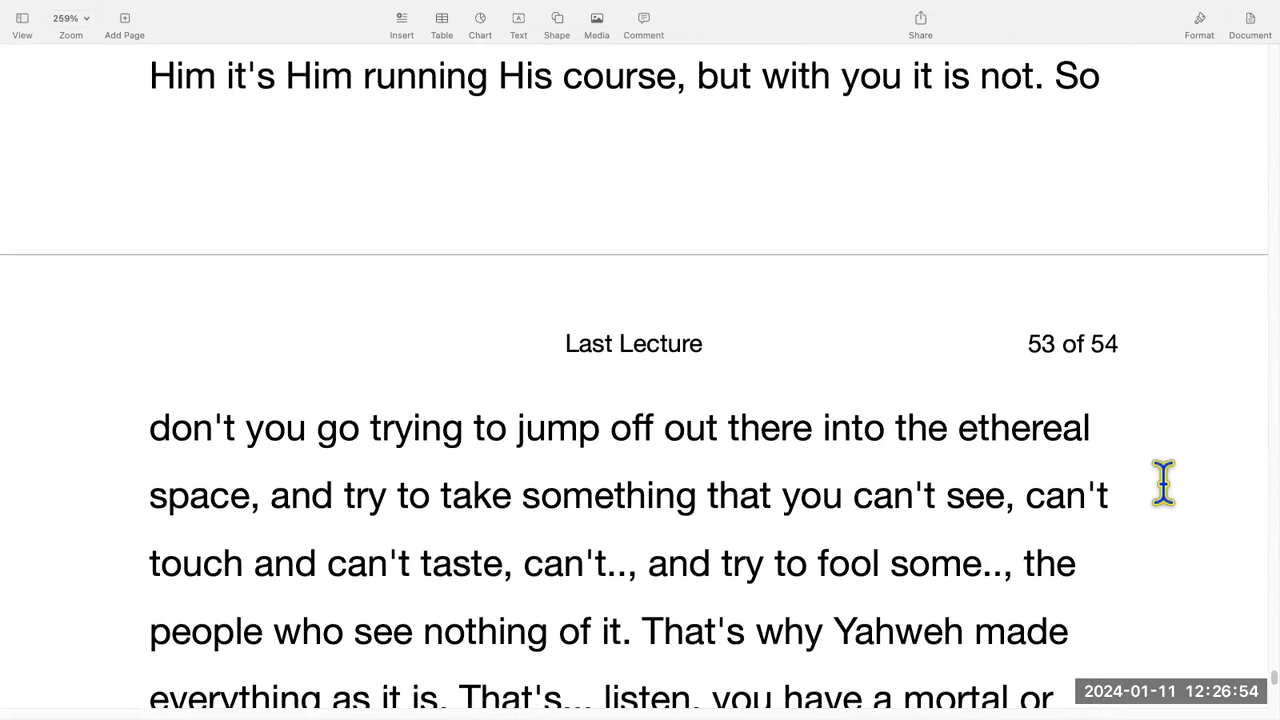 259%
View
Zoom
Add Page
Insert
Table
Chart
Text
Shape
Media
Comment
Share
Format
Document
Him it's Him running His course, but with you it is not. So
Last Lecture
53 of 54
don't you go trying to jump off out there into the ethereal
space, and try to take something that you can't see, can't
touch and can't taste, can't.., and try to fool some.., the
people who see nothing of it. That's why Yahweh made
everything as it is. That's... listen, you have a mortal or
2024-01-11 12:26:54